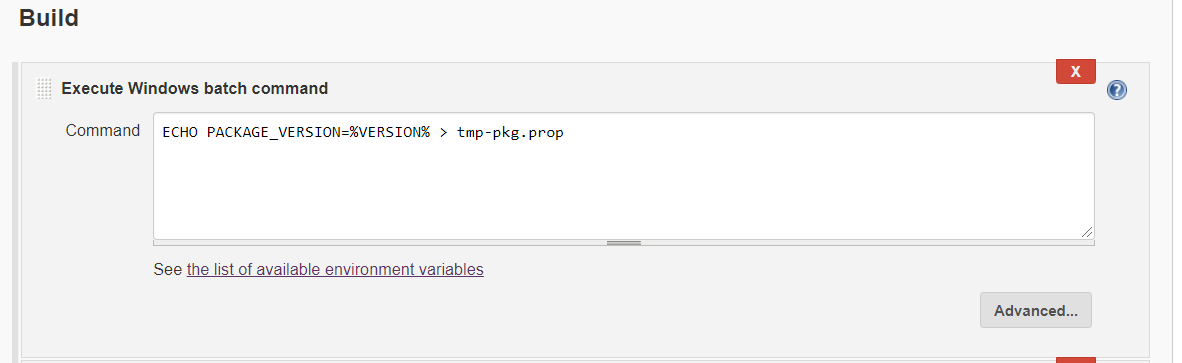 Build
X
Execute Windows batch command
?
Command
ECHO PACKAGE_VERSION=%VERSION% > tmp-pkg.prop
See the list of available environment variables
Advanced...